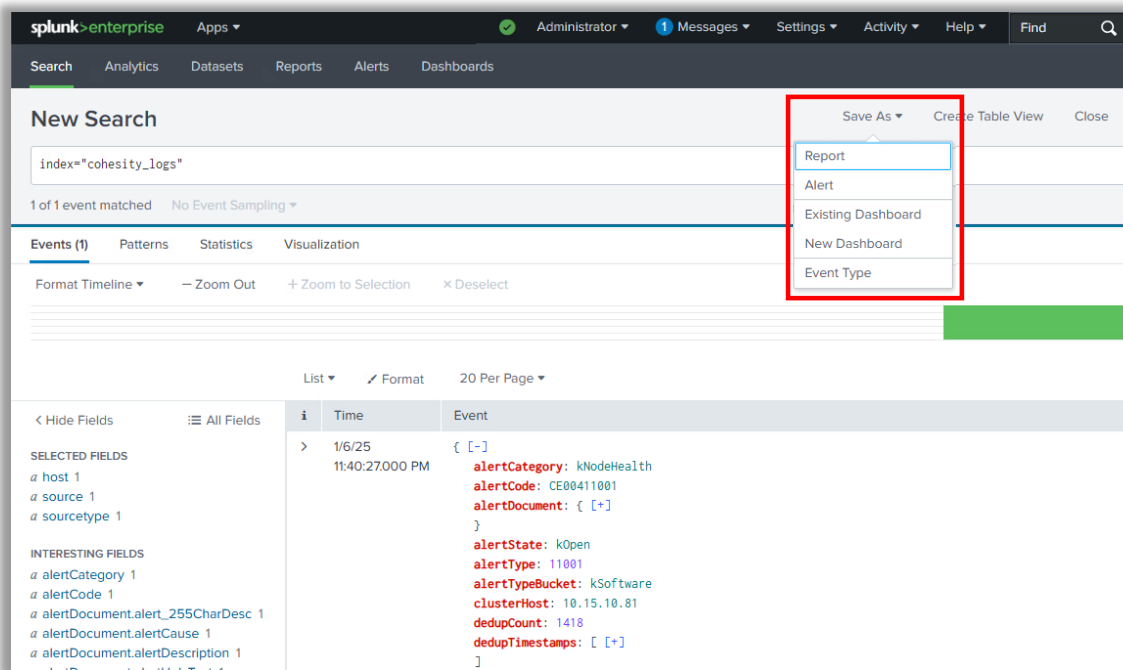 splunk>enterprise Apps ▾ Administrator ▾ 1 Messages ▾ Settings ▾ Activity ▾ Help ▾ Find
Search Analytics Datasets Reports Alerts Dashboards
New Search Save As ▾ Create Table View Close
index="cohesity_logs"
Report
Alert
Existing Dashboard
New Dashboard
Event Type
1 of 1 event matched No Event Sampling ▾
Events (1) Patterns Statistics Visualization
Format Timeline ▾ — Zoom Out + Zoom to Selection × Deselect
List ▾ Format 20 Per Page ▾
< Hide Fields All Fields
SELECTED FIELDS
a host 1
a source 1
a sourcetype 1
INTERESTING FIELDS
a alertCategory 1
a alertCode 1
a alertDocument.alert_255CharDesc 1
a alertDocument.alertCause 1
a alertDocument.alertDescription 1
i Time Event
> 1/6/25 { [-]
11:40:27.000 PM alertCategory: kNodeHealth
alertCode: CE00411001
alertDocument: { [+]
}
alertState: kOpen
alertType: 11001
alertTypeBucket: kSoftware
clusterHost: 10.15.10.81
dedupCount: 1418
dedupTimestamps: [ [+]
]